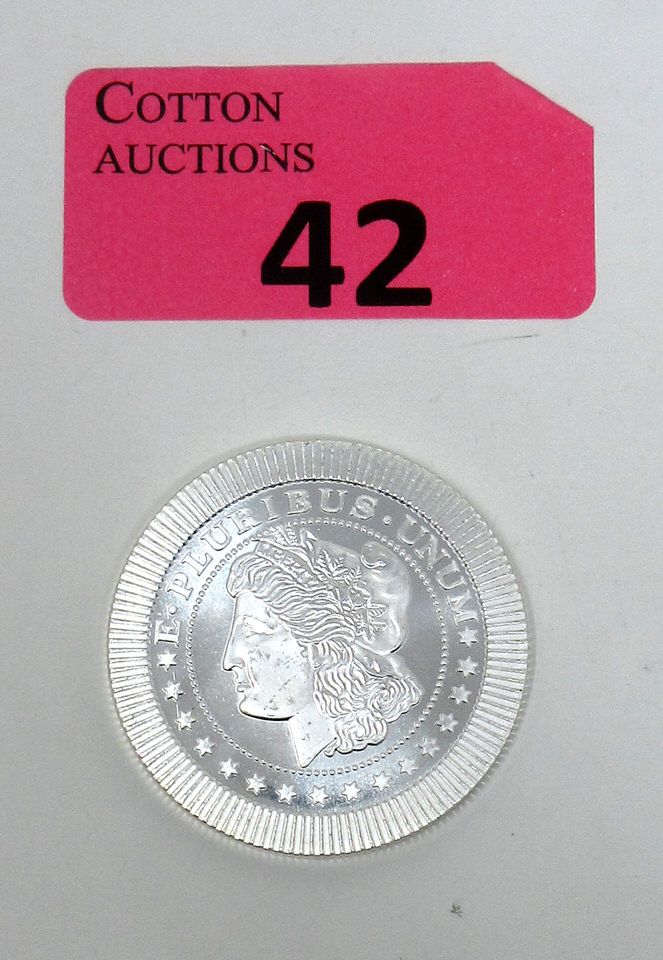 COTTON
AUCTIONS
42
E · PLURIBUS · UNUM